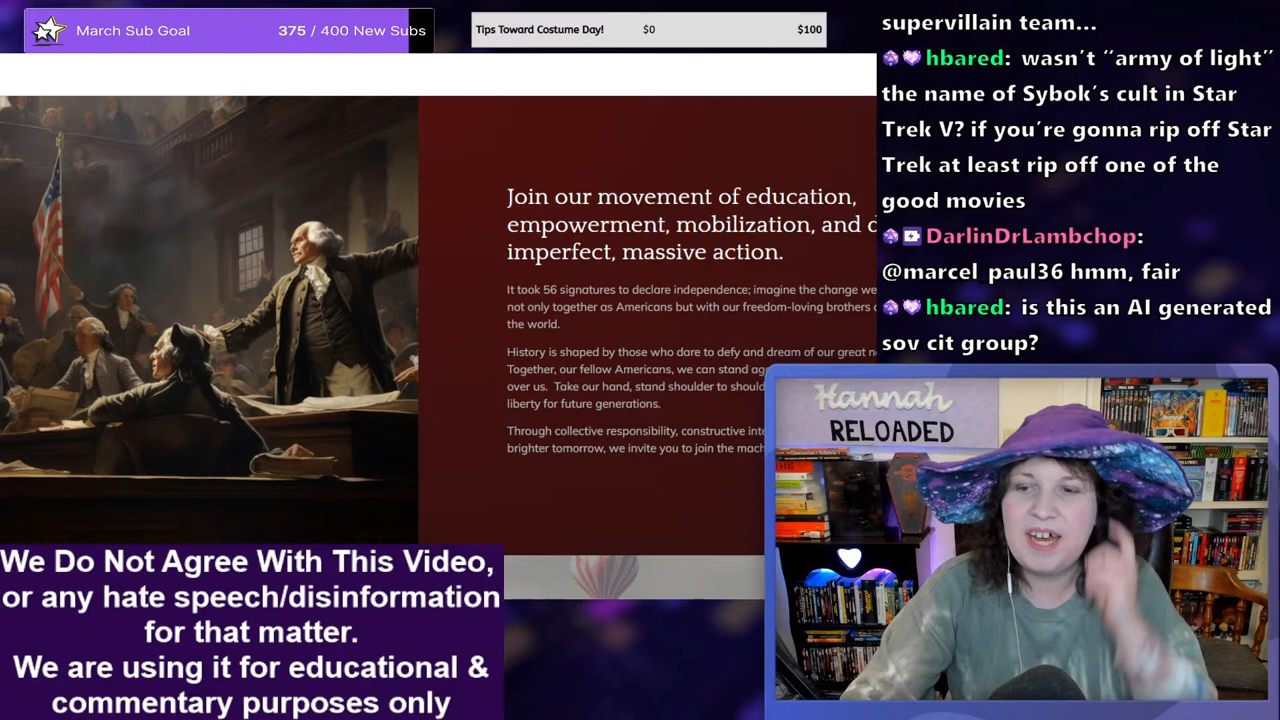 March Sub Goal 375 / 400 New Subs
Tips Toward Costume Day! $0 $100
Join our movement of education,
empowerment, mobilization, and d
imperfect, massive action.
It took 56 signatures to declare independence; imagine the change we
not only together as Americans but with our freedom-loving brothers
the world.
History is shaped by those who dare to defy and dream of our great
Together, our fellow Americans, we can stand
over us. Take our hand, stand shoulder to
liberty for future generations.
Through collective responsibility, constructive
brighter tomorrow, we invite you to join the
supervillain team...
hbared: wasn't “army of light”
the name of Sybok's cult in Star
Trek V? if you're gonna rip off Star
Trek at least rip off one of the
good movies
DarlinDrLambchop:
@marcel_paul36 hmm, fair
hbared: is this an AI generated
sov cit group?
Hannah
RELOADED
We Do Not Agree With This Video,
or any hate speech/disinformation
for that matter.
We are using it for educational &
commentary purposes only